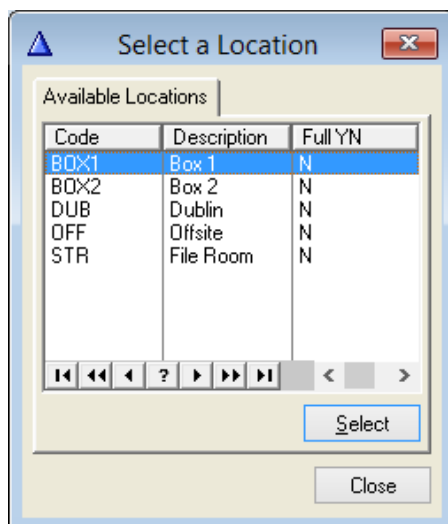 Select a Location
Available Locations
Code Description Full YN
BOX1 Box 1 N
BOX2 Box 2 N
DUB Dublin N
OFF Offsite N
STR File Room N
?
Select
Close